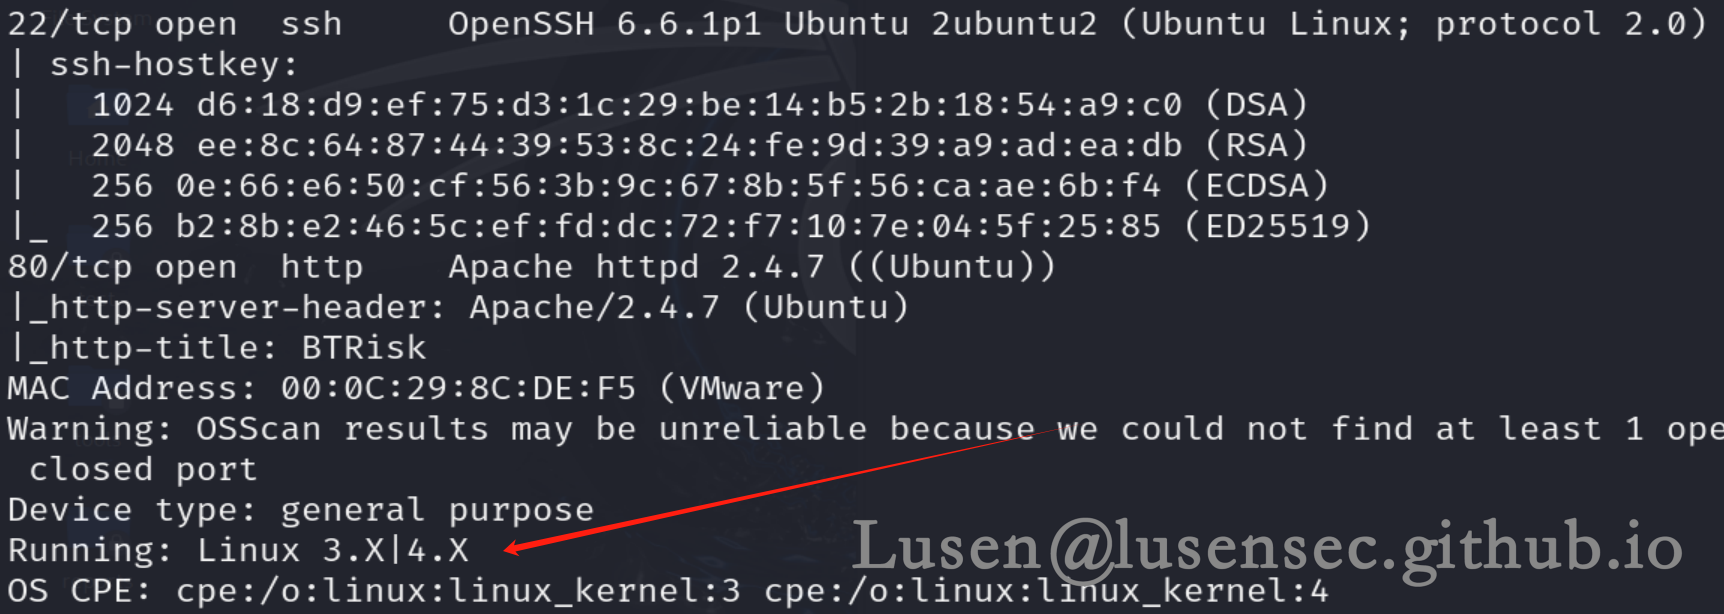 22/tcp open  ssh     OpenSSH 6.6.1p1 Ubuntu 2ubuntu2 (Ubuntu Linux; protocol 2.0)
| ssh-hostkey:
|   1024 d6:18:d9:ef:75:d3:1c:29:be:14:b5:2b:18:54:a9:c0 (DSA)
|   2048 ee:8c:64:87:44:39:53:8c:24:fe:9d:39:a9:ad:ea:db (RSA)
|   256 0e:66:e6:50:cf:56:3b:9c:67:8b:5f:56:ca:ae:6b:f4 (ECDSA)
|_  256 b2:8b:e2:46:5c:ef:fd:dc:72:f7:10:7e:04:5f:25:85 (ED25519)
80/tcp open  http    Apache httpd 2.4.7 ((Ubuntu))
|_http-server-header: Apache/2.4.7 (Ubuntu)
|_http-title: BTRisk
MAC Address: 00:0C:29:8C:DE:F5 (VMware)
Warning: OSScan results may be unreliable because we could not find at least 1 ope
 closed port
Device type: general purpose
Running: Linux 3.X|4.X
OS CPE: cpe:/o:linux:linux_kernel:3 cpe:/o:linux:linux_kernel:4
Lusen@lusensec.github.io